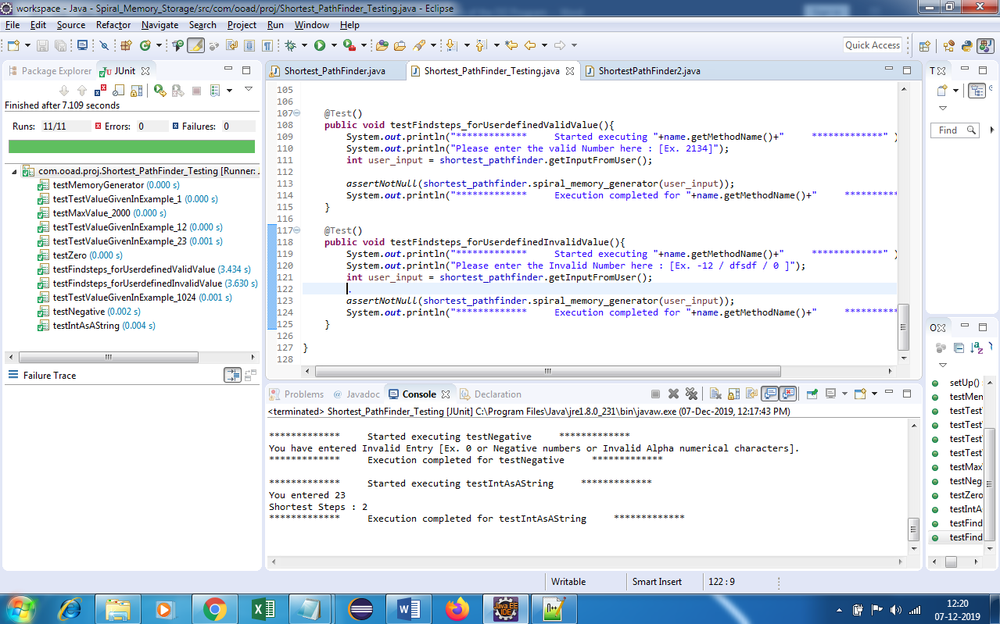 workspace - Java - Spiral_Memory_Storage/src/com/ooad/proj/Shortest_PathFinder_Testing.java - Eclipse
File Edit Source Refactor Navigate Search Project Run Window Help
Quick Access
Package Explorer JUnit
Finished after 7.109 seconds
Runs: 11/11 Errors: 0 Failures: 0
com.ooad.proj.Shortest_PathFinder_Testing [Runner: .
testMemoryGenerator (0.000 s)
testTestValueGivenInExample_1 (0.000 s)
testMaxValue_2000 (0.000 s)
testTestValueGivenInExample_12 (0.000 s)
testTestValueGivenInExample_23 (0.001 s)
testZero (0.000 s)
testFindsteps_forUserdefinedValidValue (3.434 s)
testFindsteps_forUserdefinedInvalidValue (3.630 s)
testTestValueGivenInExample_1024 (0.001 s)
testNegative (0.002 s)
testIntAsAString (0.004 s)
Failure Trace
Shortest_PathFinder.java Shortest_PathFinder_Testing.java ShortestPathFinder2.java
105
106
107 @Test()
108 public void testFindsteps_forUserdefinedValidValue(){
109 System.out.println("************* Started executing "+name.getMethodName()+" *************" )
110 System.out.println("Please enter the valid Number here : [Ex. 2134]");
111 int user_input = shortest_pathfinder.getInputFromUser();
112
113 assertNotNull(shortest_pathfinder.spiral_memory_generator(user_input));
114 System.out.println("************* Execution completed for "+name.getMethodName()+" **********
115 }
116
117 @Test()
118 public void testFindsteps_forUserdefinedInvalidValue(){
119 System.out.println("************* Started executing "+name.getMethodName()+" *************" )
120 System.out.println("Please enter the Invalid Number here : [Ex. -12 / dfsdf / 0 ]");
121 int user_input = shortest_pathfinder.getInputFromUser();
122 .
123 assertNotNull(shortest_pathfinder.spiral_memory_generator(user_input));
124 System.out.println("************* Execution completed for "+name.getMethodName()+" **********
125 }
126
127 }
128
Problems @ Javadoc Console Declaration
<terminated> Shortest_PathFinder_Testing [JUnit] C:\Program Files\Java\jre1.8.0_231\bin\javaw.exe (07-Dec-2019, 12:17:43 PM)
************* Started executing testNegative *************
You have entered Invalid Entry [Ex. 0 or Negative numbers or Invalid Alpha numerical characters].
************* Execution completed for testNegative *************
************* Started executing testIntAsAString *************
You entered 23
Shortest Steps : 2
************* Execution completed for testIntAsAString *************
T
Find
O
setUp()
testMen
testTest
testTest
testTest
testTest
testMax
testNeg
testZero
testIntA
testFind
testFind
Writable Smart Insert 122 : 9
12:20
07-12-2019